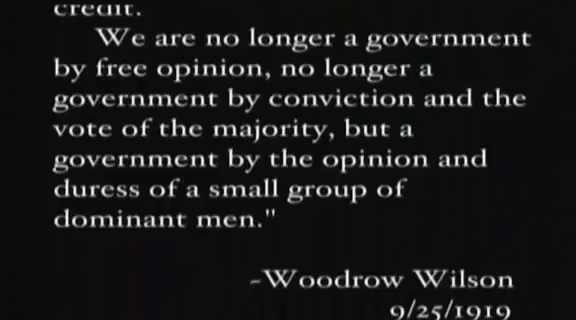 credit.
We are no longer a government
by free opinion, no longer a
government by conviction and the
vote of the majority, but a
government by the opinion and
duress of a small group of
dominant men."
-Woodrow Wilson
9/25/1919